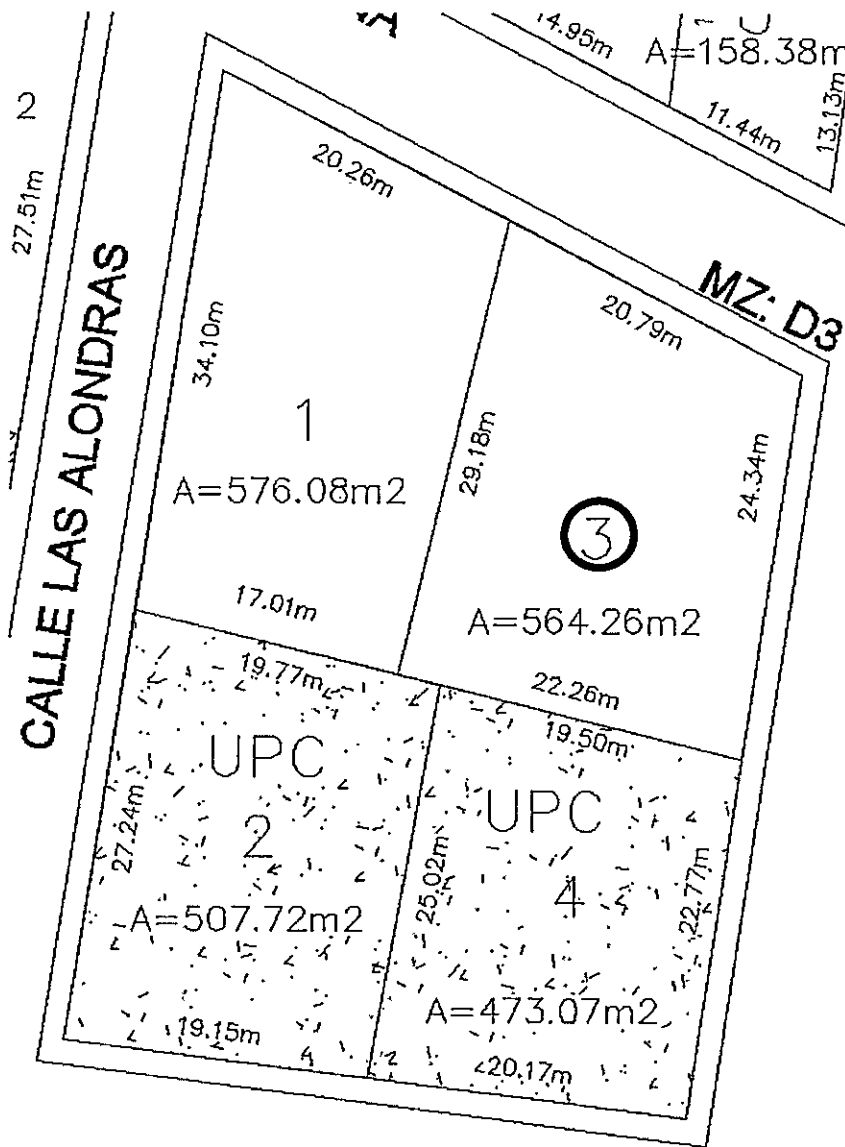 14.95m
A=158.38m
11.44m
13.13m
2
27.51m
CALLE LAS ALONDRAS
MZ: D3
20.26m
34.10m
1
A=576.08m2
29.18m
17.01m
20.79m
24.34m
3
A=564.26m2
22.26m
19.77m
UPC
2
27.24m
A=507.72m2
25.02m
19.15m
19.50m
UPC
4
22.77m
A=473.07m2
20.17m